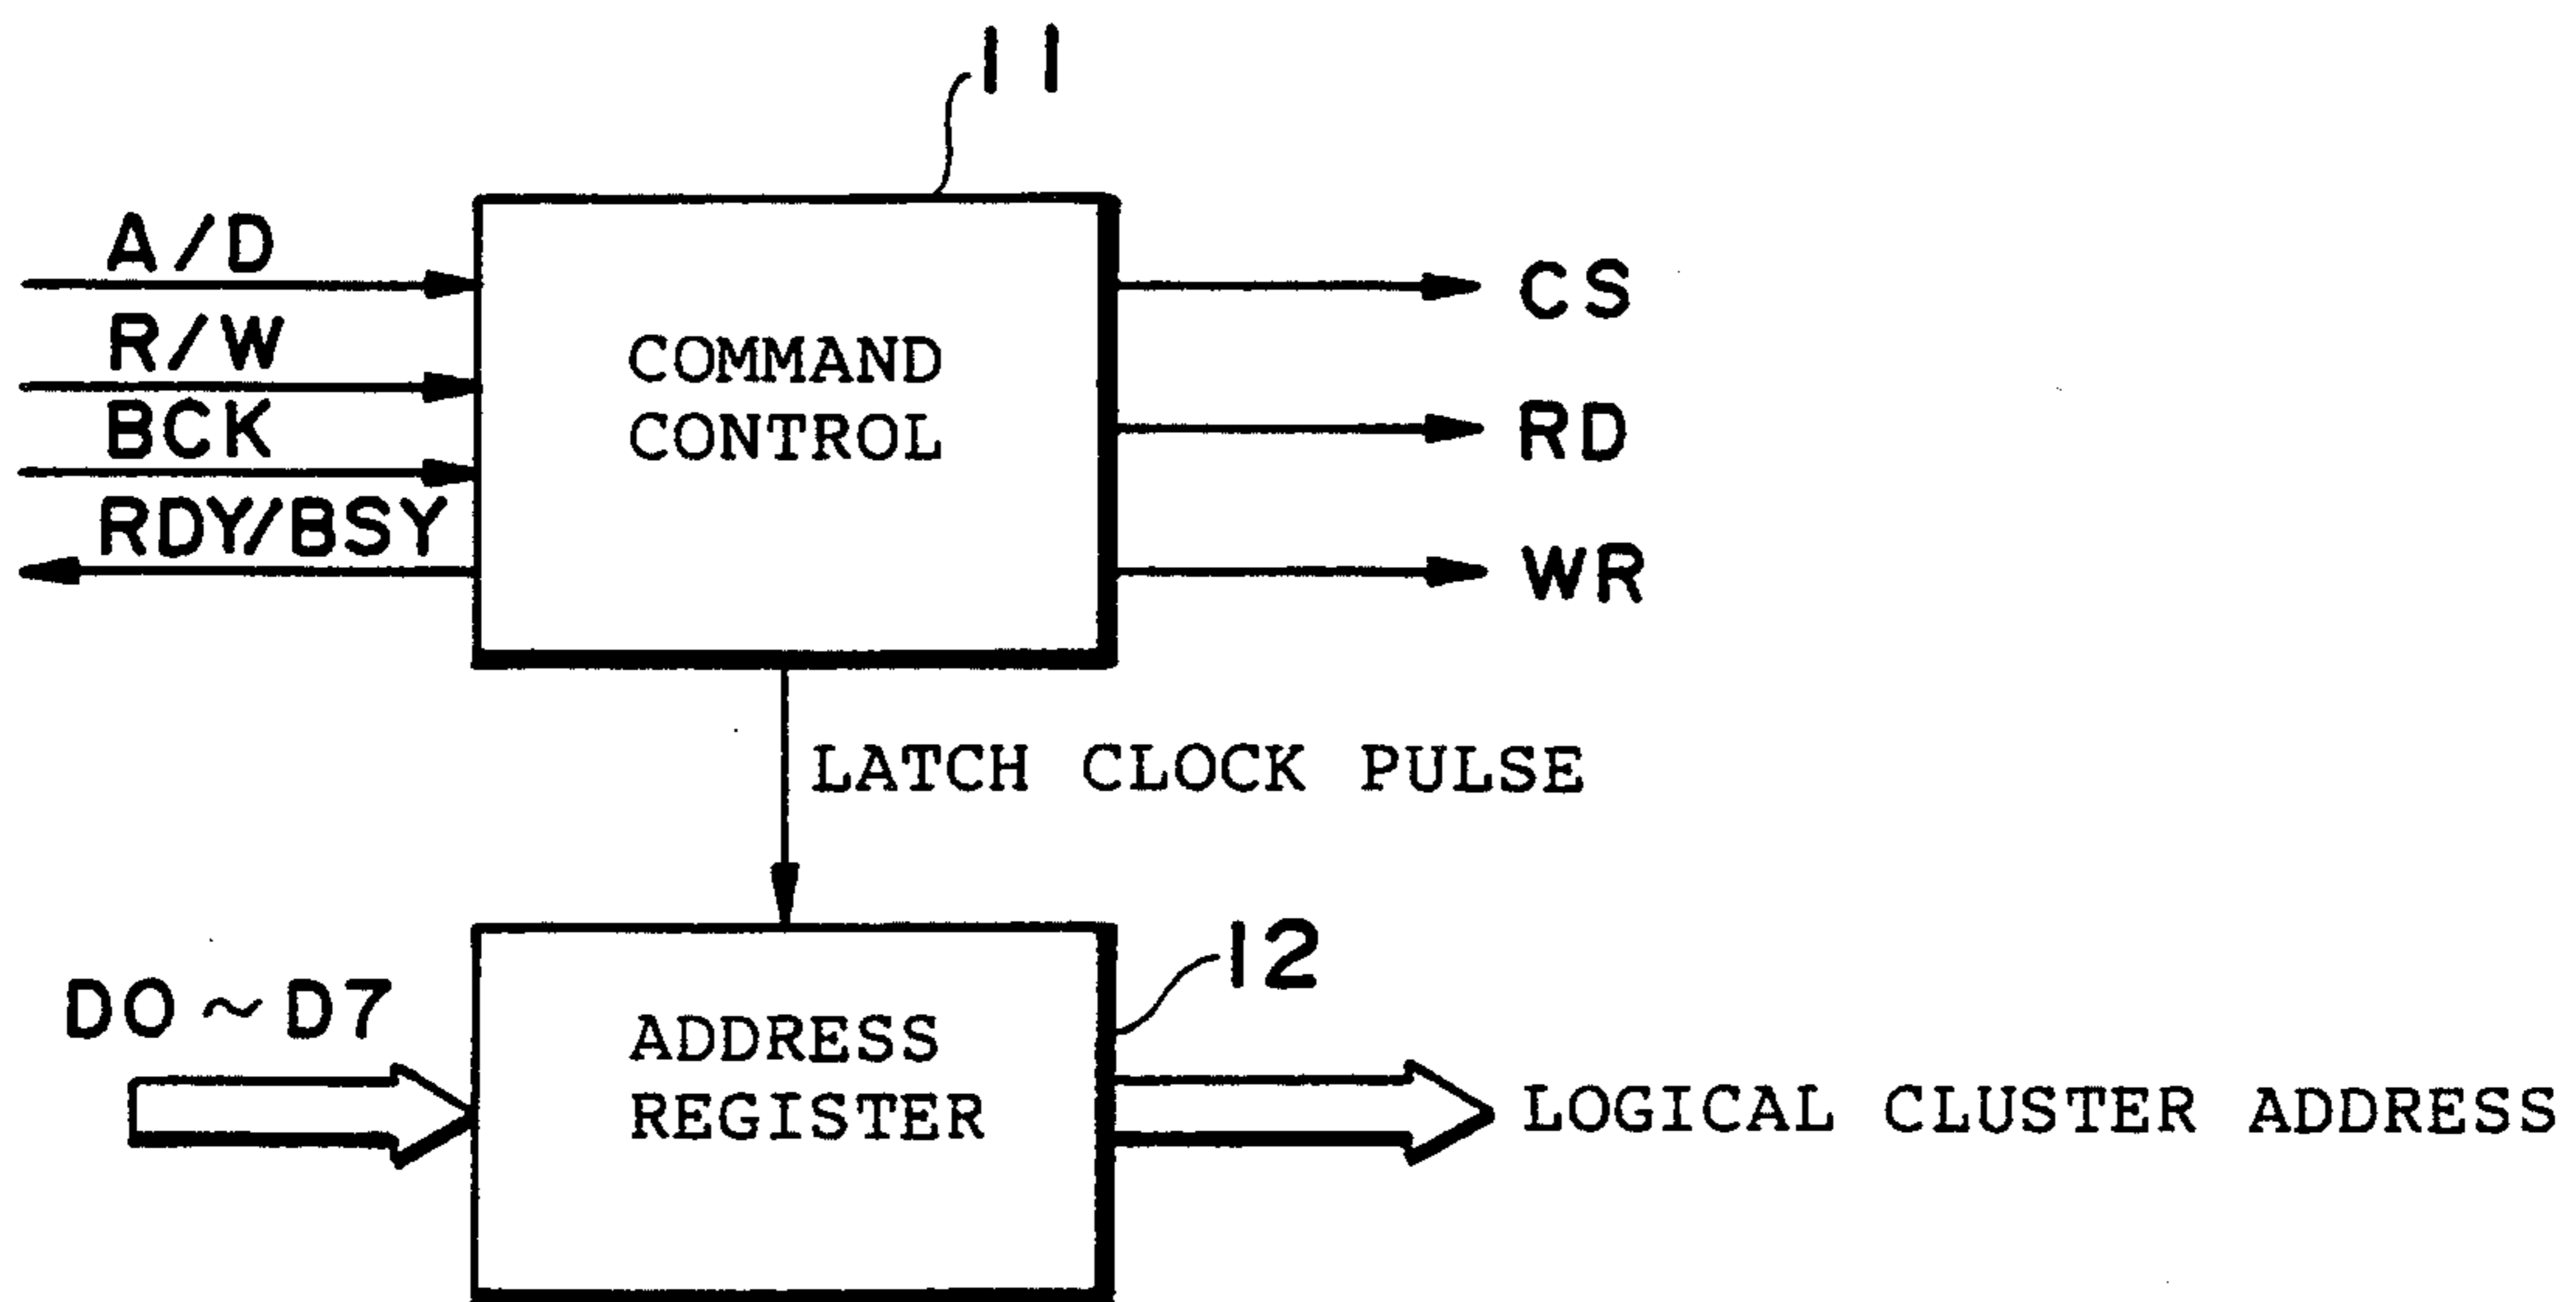 11
A/D
R/W
BCK
RDY/BSY
COMMAND
CONTROL
CS
RD
WR
LATCH CLOCK PULSE
12
D0~D7
ADDRESS
REGISTER
LOGICAL CLUSTER ADDRESS